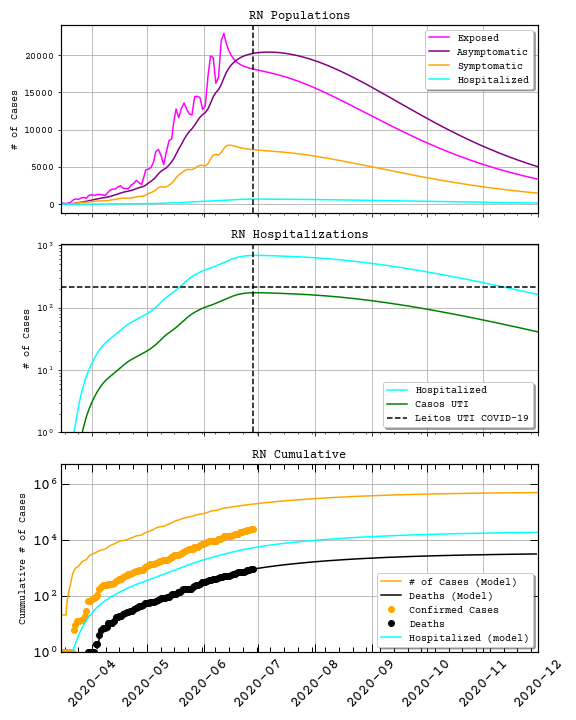 RN Populations
# of Cases
20000
15000
10000
5000
0
Exposed
Asymptomatic
Symptomatic
Hospitalized
RN Hospitalizations
# of Cases
10³
10²
10¹
10⁰
Hospitalized
Casos UTI
Leitos UTI COVID-19
RN Cumulative
Cummulative # of Cases
10⁶
10⁴
10²
10⁰
# of Cases (Model)
Deaths (Model)
Confirmed Cases
Deaths
Hospitalized (model)
2020-04
2020-05
2020-06
2020-07
2020-08
2020-09
2020-10
2020-11
2020-12